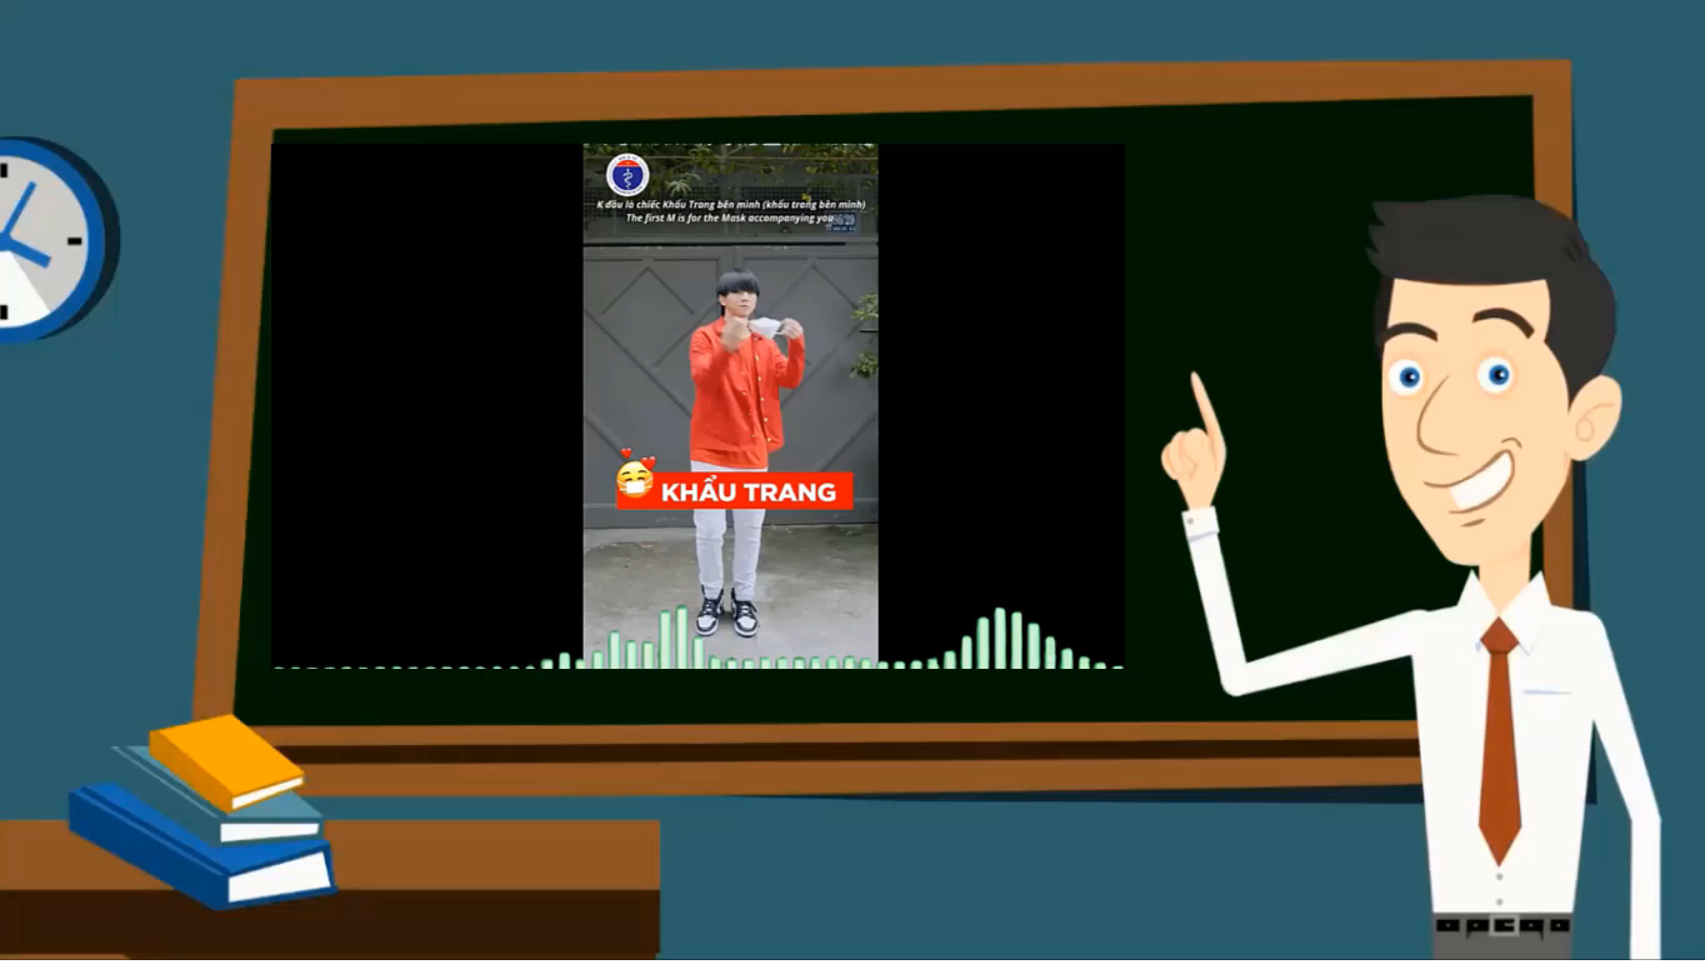 K đầu là chiếc Khẩu Trang bên mình (khẩu trang bên mình)
The first M is for the Mask accompanying you
KHẨU TRANG